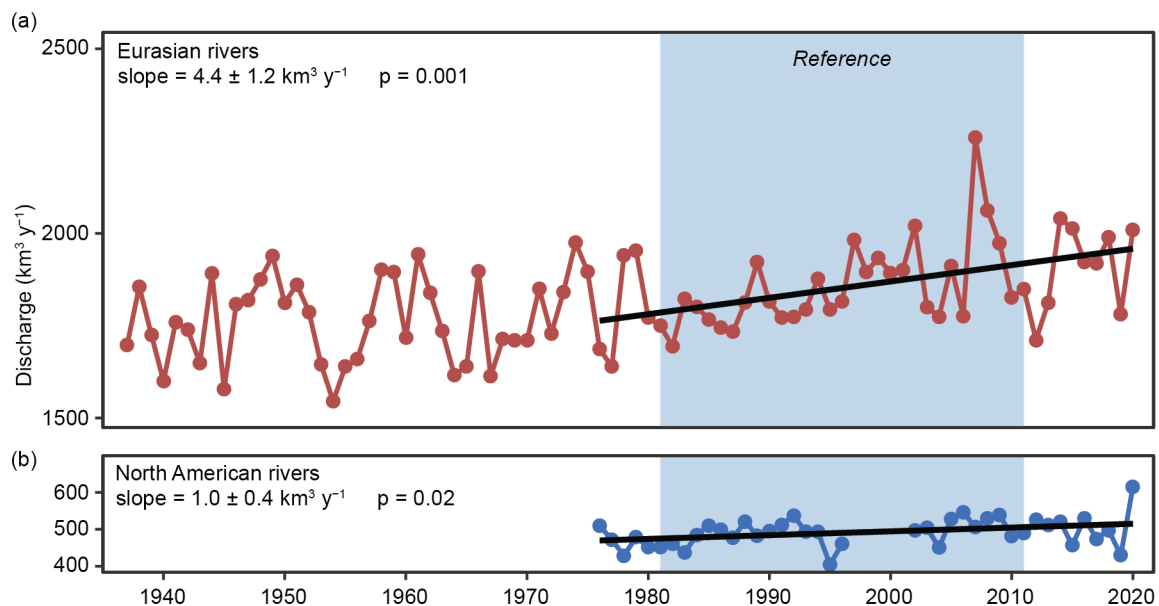 (a)
2500
Eurasian rivers
slope = 4.4 ± 1.2 km³ y⁻¹ p = 0.001
Reference
2000
1500
Discharge (km³ y⁻¹)
(b)
North American rivers
slope = 1.0 ± 0.4 km³ y⁻¹ p = 0.02
600
500
400
1940 1950 1960 1970 1980 1990 2000 2010 2020